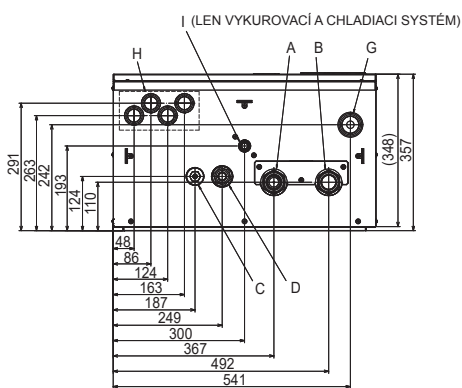 I (LEN VYKUROVACÍ A CHLADIACI SYSTÉM)
H
A
B
G
291
263
242
193
124
110
(348)
357
48
86
124
163
187
249
300
367
492
541
C
D